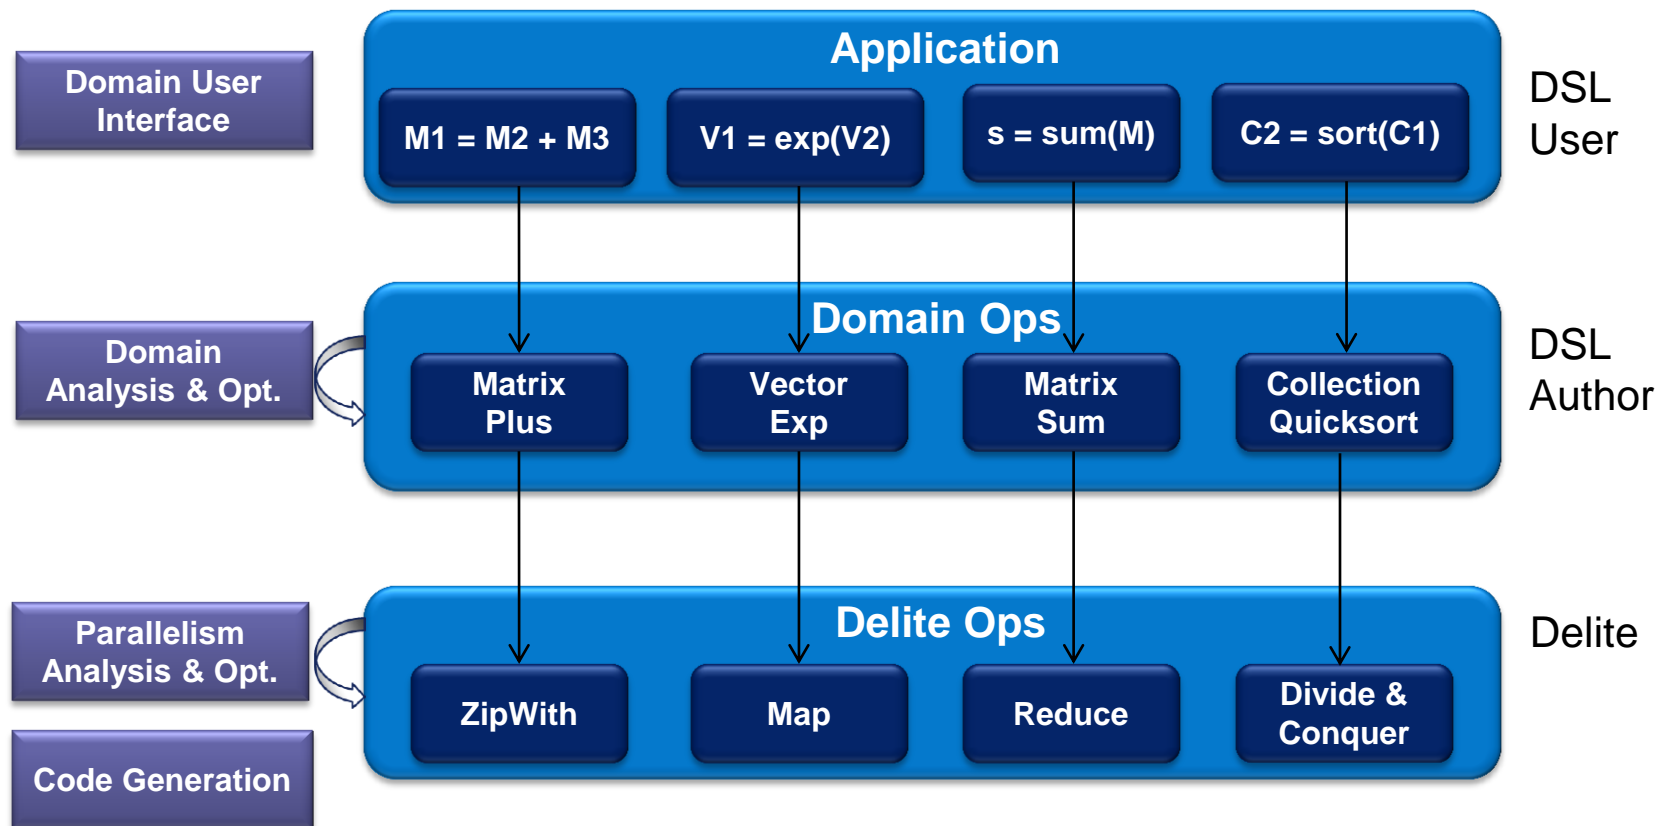 Application
Domain User
Interface
M1 = M2 + M3
V1 = exp(V2)
s = sum(M)
C2 = sort(C1)
DSL
User
Domain Ops
Domain
Analysis & Opt.
Matrix
Plus
Vector
Exp
Matrix
Sum
Collection
Quicksort
DSL
Author
Delite Ops
Parallelism
Analysis & Opt.
ZipWith
Map
Reduce
Divide &
Conquer
Delite
Code Generation